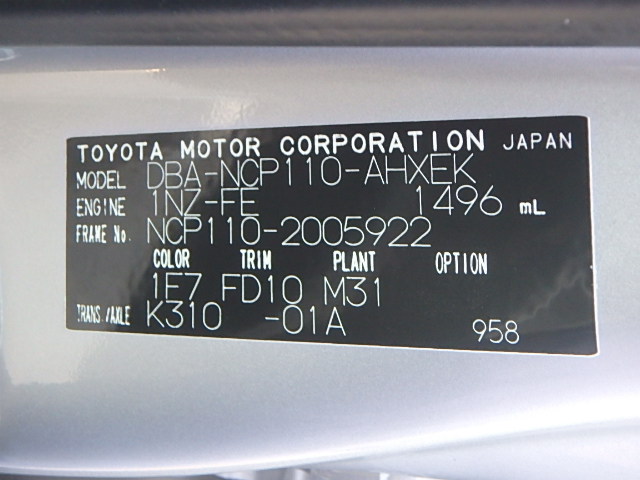 TOYOTA MOTOR CORPORATION JAPAN
MODEL DBA-NCP110-AHXEK
ENGINE 1NZ-FE 1496 mL
FRAME No. NCP110-2005922
COLOR TRIM PLANT OPTION
1E7 FD10 M31
TRANS./AXLE K310 -01A 958